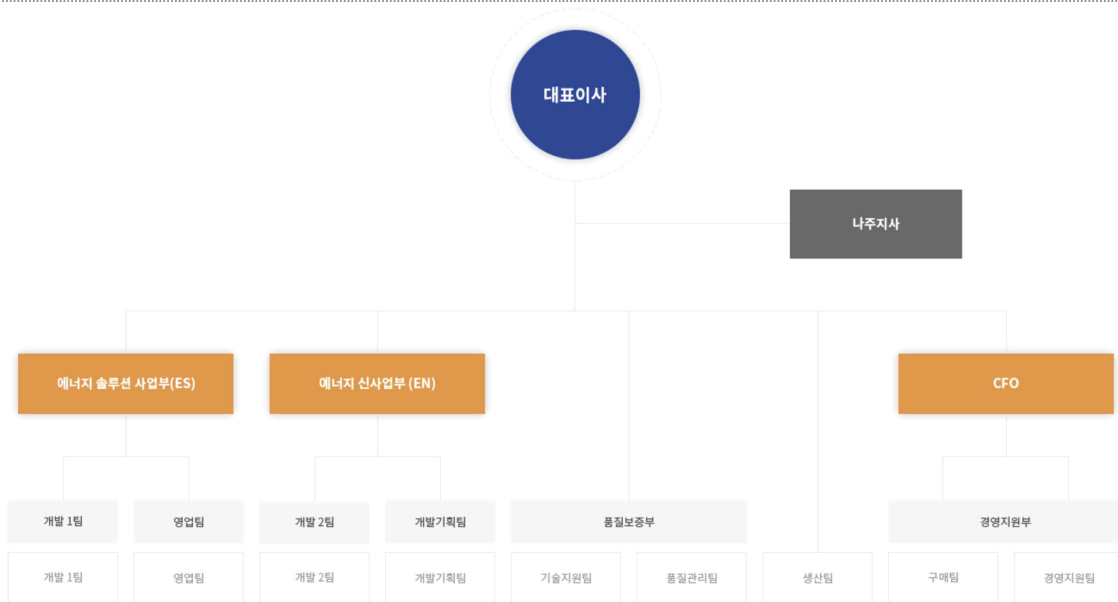 대표이사
나주지사
에너지 솔루션 사업부(ES)
에너지 신사업부 (EN)
CFO
개발 1팀
영업팀
개발 2팀
개발기획팀
품질보증부
경영지원부
개발 1팀
영업팀
개발 2팀
개발기획팀
기술지원팀
품질관리팀
생산팀
구매팀
경영지원팀